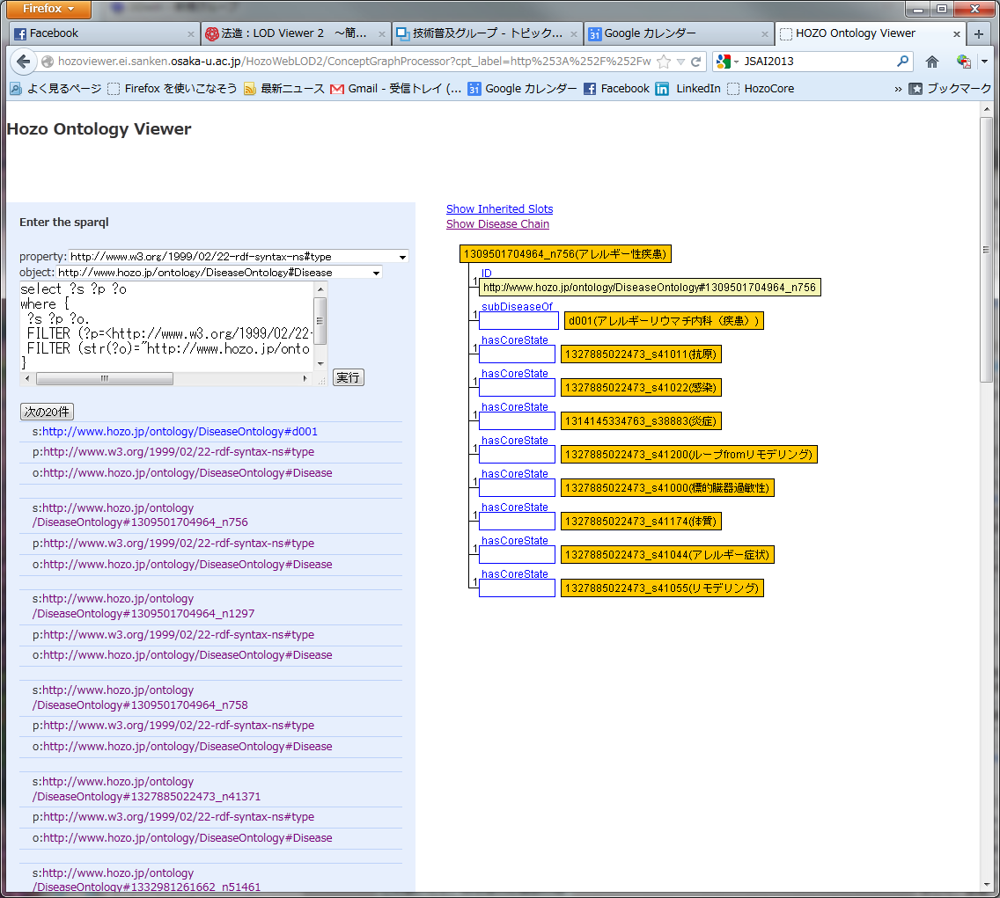 Firefox
Facebook
法造：LOD Viewer 2 ～簡...
技術普及グループ - トピック...
Google カレンダー
HOZO Ontology Viewer
hozoviewer.ei.sanken.osaka-u.ac.jp/HozoWebLOD2/ConceptGraphProcessor?cpt_label=http%253A%252F%252Fw
JSAI2013
よく見るページ
Firefox を使いこなそう
最新ニュース
Gmail - 受信トレイ (...
Google カレンダー
Facebook
LinkedIn
HozoCore
»
ブックマーク
Hozo Ontology Viewer
Enter the sparql
property: http://www.w3.org/1999/02/22-rdf-syntax-ns#type
object: http://www.hozo.jp/ontology/DiseaseOntology#Disease
select ?s ?p ?o
where {
?s ?p ?o.
FILTER (?p=<http://www.w3.org/1999/02/22-
FILTER (str(?o)="http://www.hozo.jp/onto
}
実行
次の20件
s:http://www.hozo.jp/ontology/DiseaseOntology#d001
p:http://www.w3.org/1999/02/22-rdf-syntax-ns#type
o:http://www.hozo.jp/ontology/DiseaseOntology#Disease
s:http://www.hozo.jp/ontology
/DiseaseOntology#1309501704964_n756
p:http://www.w3.org/1999/02/22-rdf-syntax-ns#type
o:http://www.hozo.jp/ontology/DiseaseOntology#Disease
s:http://www.hozo.jp/ontology
/DiseaseOntology#1309501704964_n1297
p:http://www.w3.org/1999/02/22-rdf-syntax-ns#type
o:http://www.hozo.jp/ontology/DiseaseOntology#Disease
s:http://www.hozo.jp/ontology
/DiseaseOntology#1309501704964_n758
p:http://www.w3.org/1999/02/22-rdf-syntax-ns#type
o:http://www.hozo.jp/ontology/DiseaseOntology#Disease
s:http://www.hozo.jp/ontology
/DiseaseOntology#1327885022473_n41371
p:http://www.w3.org/1999/02/22-rdf-syntax-ns#type
o:http://www.hozo.jp/ontology/DiseaseOntology#Disease
s:http://www.hozo.jp/ontology
/DiseaseOntology#1332981261662_n51461
Show Inherited Slots
Show Disease Chain
1309501704964_n756(アレルギー性疾患)
ID
1 http://www.hozo.jp/ontology/DiseaseOntology#1309501704964_n756
subDiseaseOf
1 d001(アレルギーリウマチ内科（疾患）)
hasCoreState
1 1327885022473_s41011(抗原)
hasCoreState
1 1327885022473_s41022(感染)
hasCoreState
1 1314145334763_s38883(炎症)
hasCoreState
1 1327885022473_s41200(ループfromリモデリング)
hasCoreState
1 1327885022473_s41000(標的臓器過敏性)
hasCoreState
1 1327885022473_s41174(体質)
hasCoreState
1 1327885022473_s41044(アレルギー症状)
hasCoreState
1 1327885022473_s41055(リモデリング)